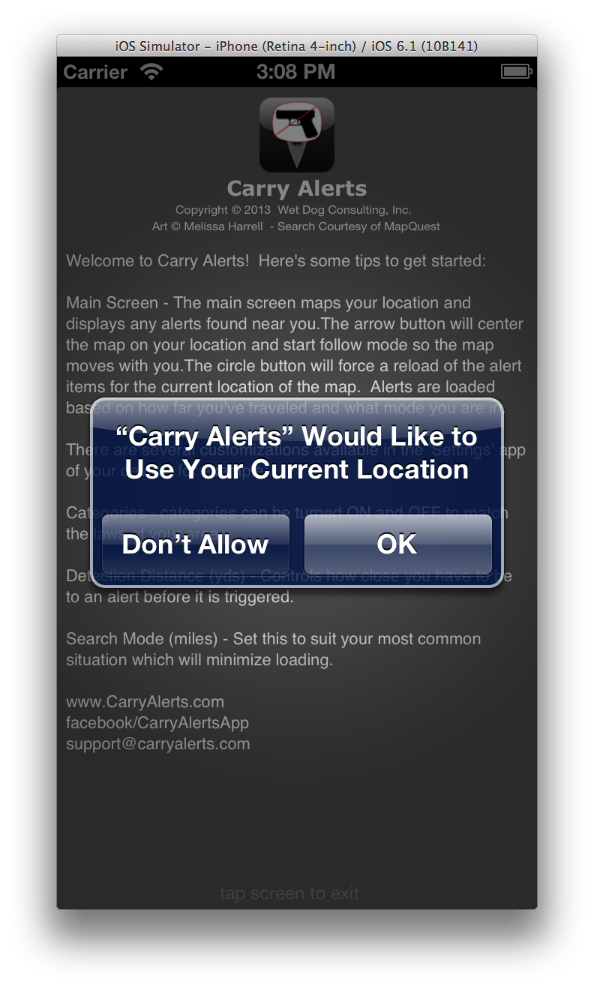 iOS Simulator – iPhone (Retina 4-inch) / iOS 6.1 (10B141)
Carrier 3:08 PM
Carry Alerts
Copyright © 2013 Wet Dog Consulting, Inc.
Art © Melissa Harrell - Search Courtesy of MapQuest
Welcome to Carry Alerts! Here's some tips to get started:
Main Screen - The main screen maps your location and
displays any alerts found near you.The arrow button will center
the map on your location and start follow mode so the map
moves with you.The circle button will force a reload of the alert
items for the current location of the map. Alerts are loaded
based on how far you've traveled and what mode you are in.
“Carry Alerts” Would Like to
Use Your Current Location
There are several customizations available in the 'Settings' app
of your
Categories - categories can be turned ON and OFF to match
the laws of your
Don’t Allow OK
Detection Distance (yds) - Controls how close you have to be
to an alert before it is triggered.
Search Mode (miles) - Set this to suit your most common
situation which will minimize loading.
www.CarryAlerts.com
facebook/CarryAlertsApp
support@carryalerts.com
tap screen to exit